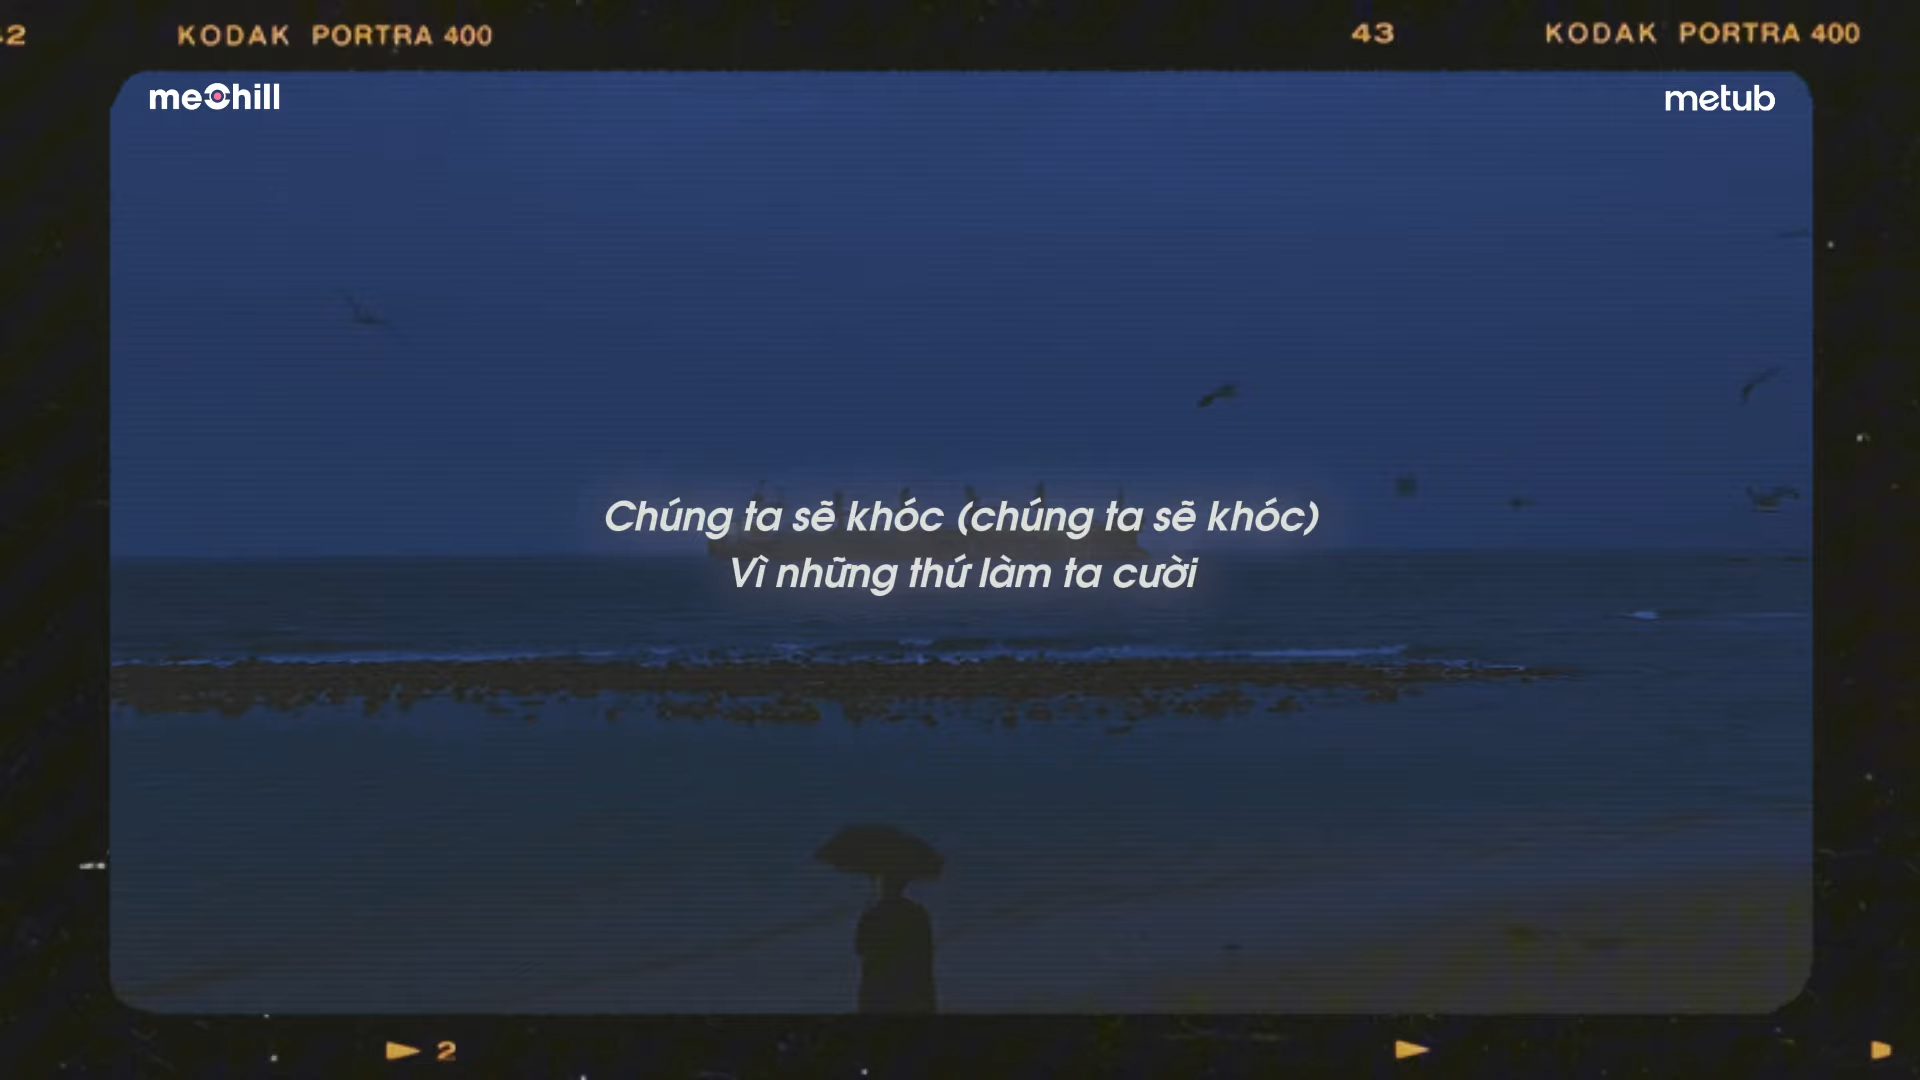 42 KODAK PORTRA 400 43 KODAK PORTRA 400
mechill metub
Chúng ta sẽ khóc (chúng ta sẽ khóc)
Vì những thứ làm ta cười
2